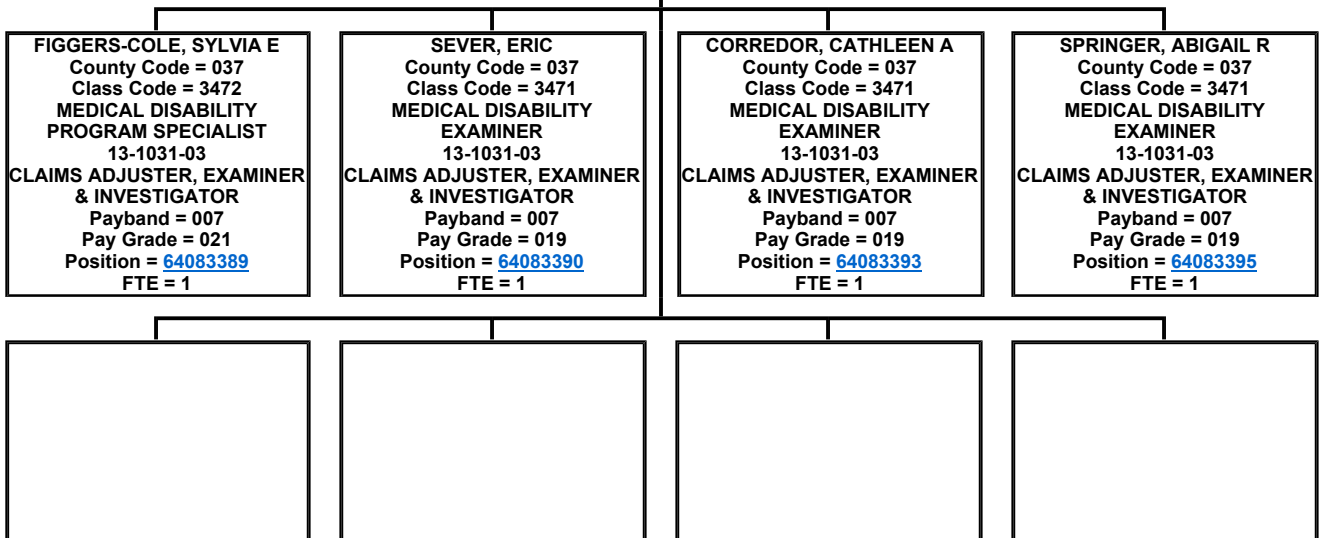 FIGGERS-COLE, SYLVIA E
County Code = 037
Class Code = 3472
MEDICAL DISABILITY
PROGRAM SPECIALIST
13-1031-03
CLAIMS ADJUSTER, EXAMINER
& INVESTIGATOR
Payband = 007
Pay Grade = 021
Position = 64083389
FTE = 1
SEVER, ERIC
County Code = 037
Class Code = 3471
MEDICAL DISABILITY
EXAMINER
13-1031-03
CLAIMS ADJUSTER, EXAMINER
& INVESTIGATOR
Payband = 007
Pay Grade = 019
Position = 64083390
FTE = 1
CORREDOR, CATHLEEN A
County Code = 037
Class Code = 3471
MEDICAL DISABILITY
EXAMINER
13-1031-03
CLAIMS ADJUSTER, EXAMINER
& INVESTIGATOR
Payband = 007
Pay Grade = 019
Position = 64083393
FTE = 1
SPRINGER, ABIGAIL R
County Code = 037
Class Code = 3471
MEDICAL DISABILITY
EXAMINER
13-1031-03
CLAIMS ADJUSTER, EXAMINER
& INVESTIGATOR
Payband = 007
Pay Grade = 019
Position = 64083395
FTE = 1